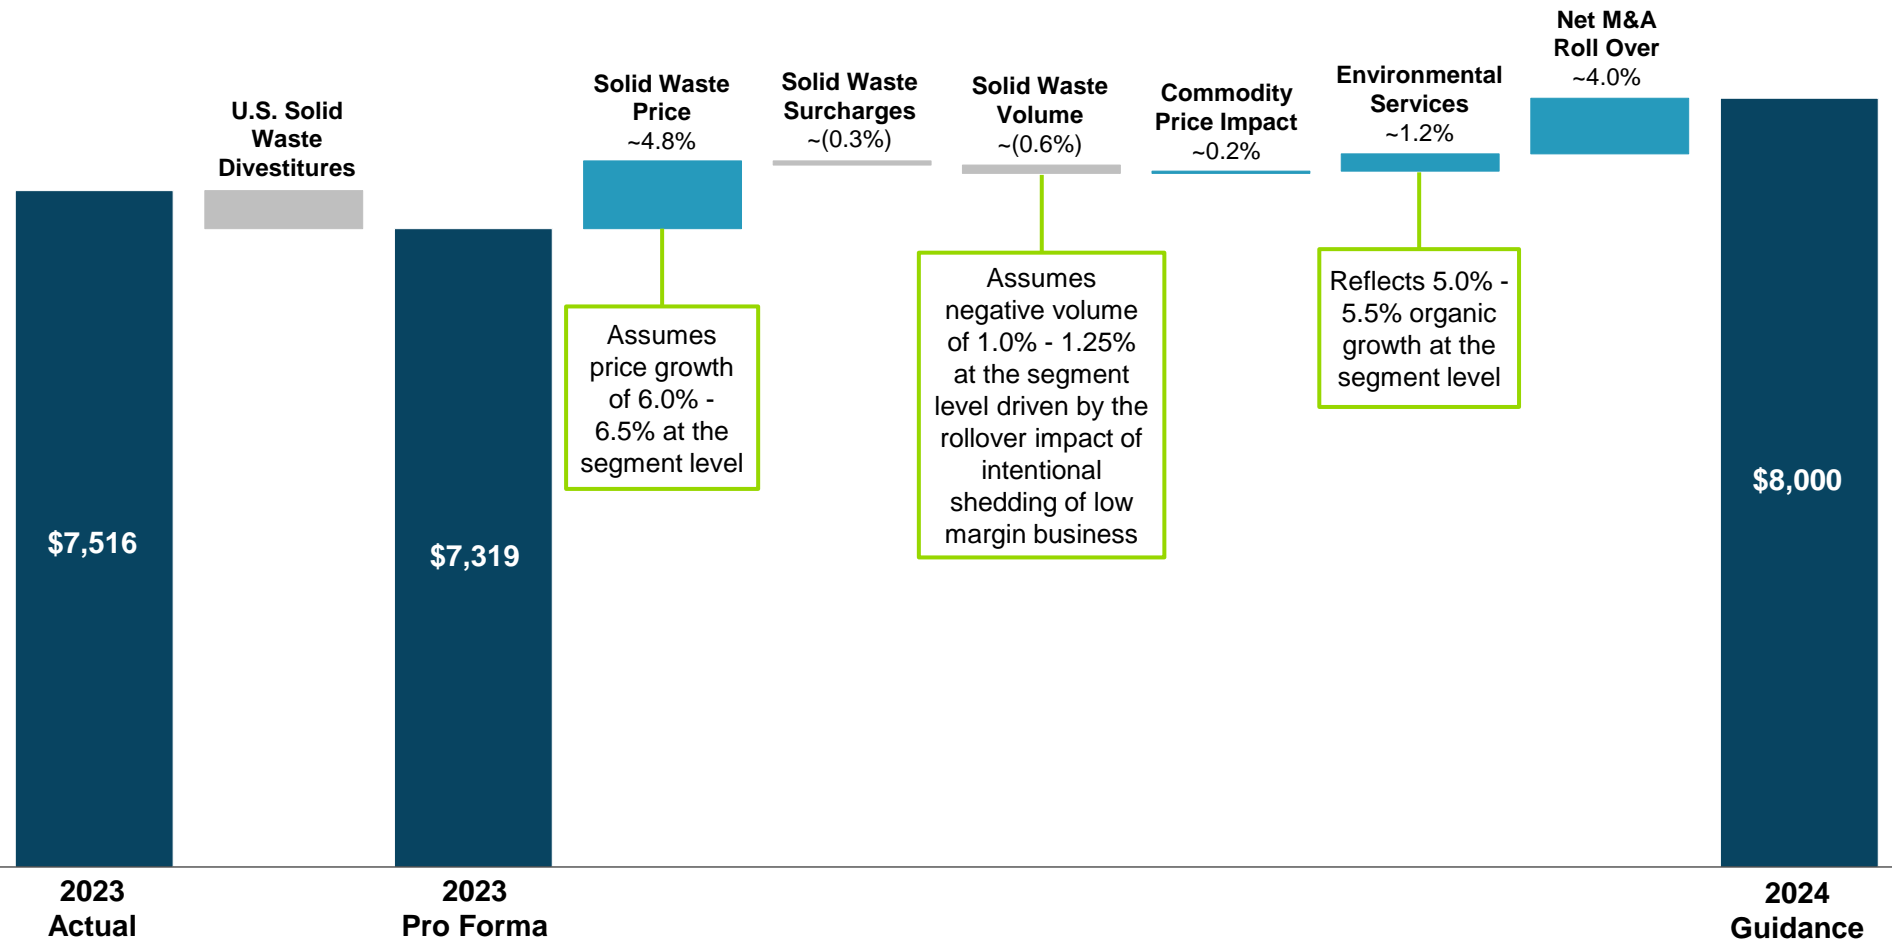 U.S. Solid
Waste
Divestitures
Solid Waste
Price
~4.8%
Solid Waste
Surcharges
~(0.3%)
Solid Waste
Volume
~(0.6%)
Commodity
Price Impact
~0.2%
Environmental
Services
~1.2%
Net M&A
Roll Over
~4.0%
Assumes
price growth
of 6.0% -
6.5% at the
segment level
Assumes
negative volume
of 1.0% - 1.25%
at the segment
level driven by the
rollover impact of
intentional
shedding of low
margin business
Reflects 5.0% -
5.5% organic
growth at the
segment level
$7,516
$7,319
$8,000
2023
Actual
2023
Pro Forma
2024
Guidance